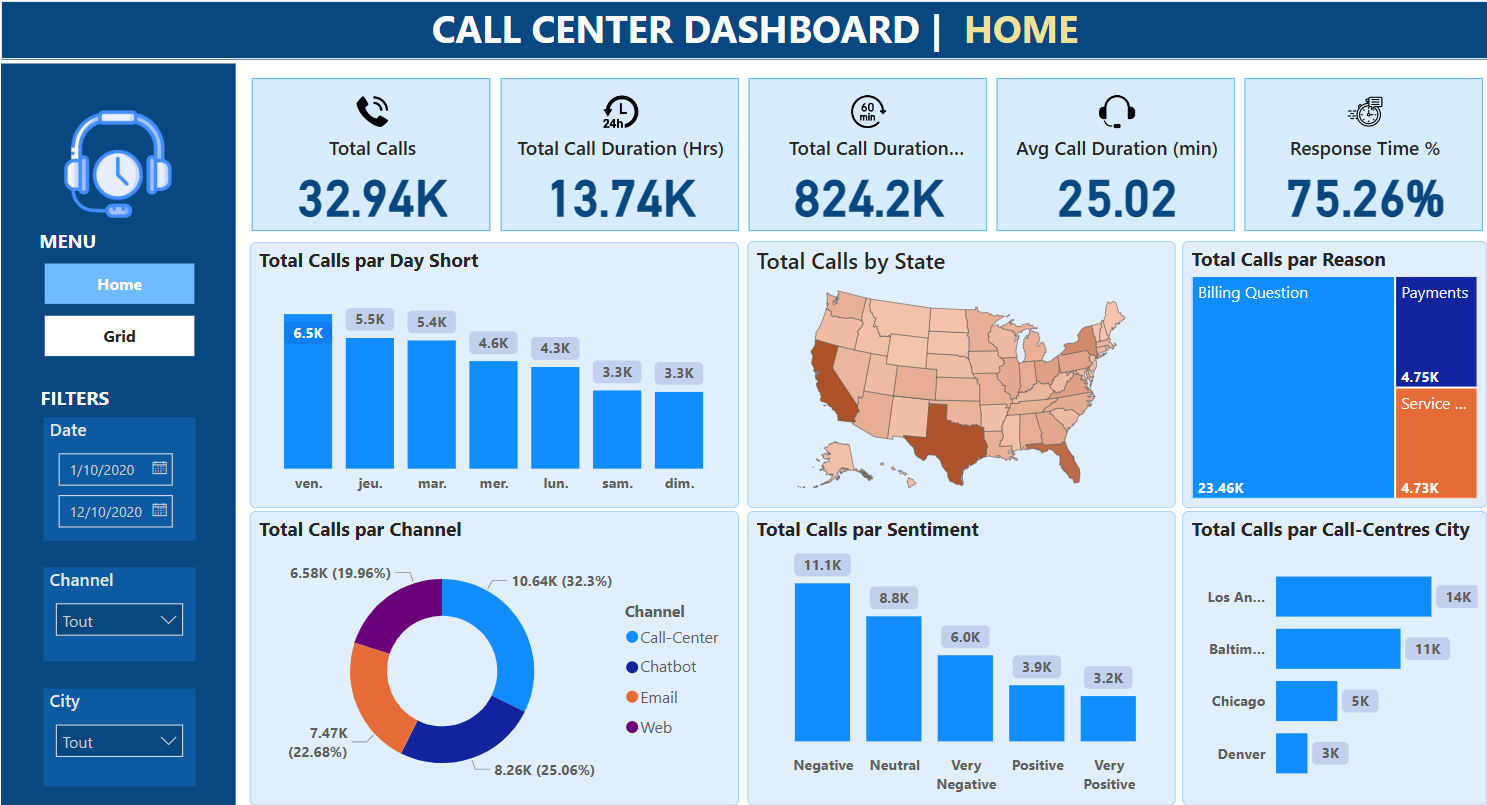 CALL CENTER DASHBOARD | HOME
MENU
Home
Grid
FILTERS
Date
1/10/2020
12/10/2020
Channel
Tout
City
Tout
Total Calls
32.94K
24h
Total Call Duration (Hrs)
13.74K
60
min
Total Call Duration...
824.2K
Avg Call Duration (min)
25.02
Response Time %
75.26%
Total Calls par Day Short
6.5K
5.5K
5.4K
4.6K
4.3K
3.3K
3.3K
ven.
jeu.
mar.
mer.
lun.
sam.
dim.
Total Calls by State
Total Calls par Reason
Billing Question
23.46K
Payments
4.75K
Service ...
4.73K
Total Calls par Channel
6.58K (19.96%)
10.64K (32.3%)
7.47K
(22.68%)
8.26K (25.06%)
Channel
Call-Center
Chatbot
Email
Web
Total Calls par Sentiment
11.1K
8.8K
6.0K
3.9K
3.2K
Negative
Neutral
Very
Negative
Positive
Very
Positive
Total Calls par Call-Centres City
Los An...
14K
Baltim...
11K
Chicago
5K
Denver
3K